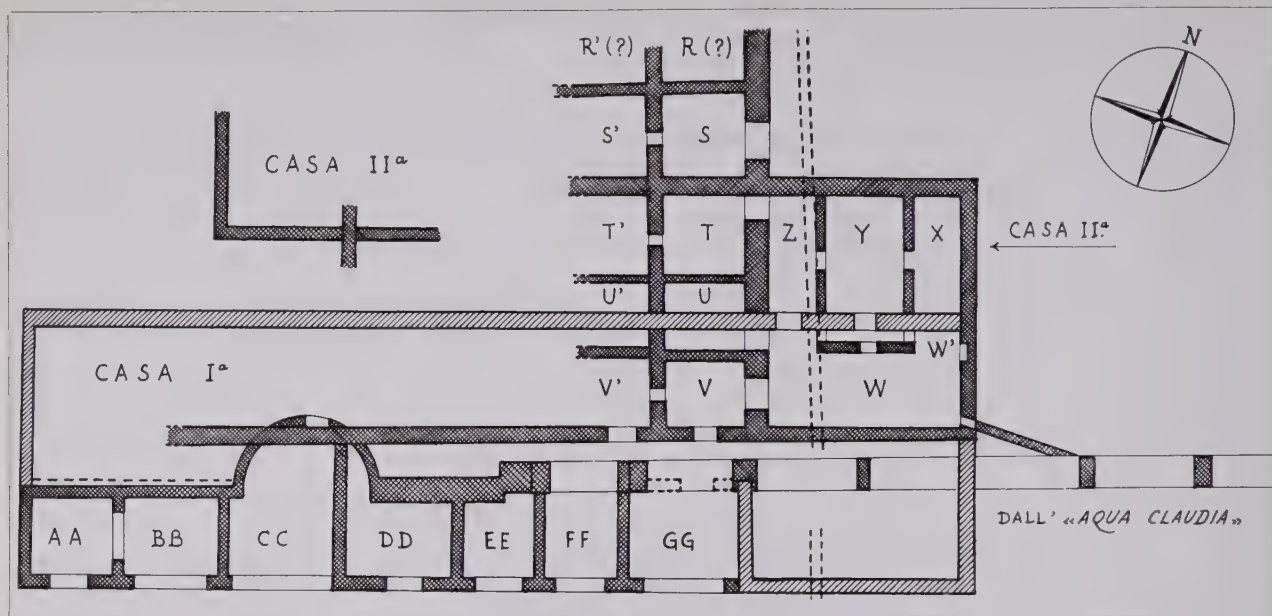 R'(?) R(?)
N
S' S
CASA IIª
T' T Z Y X
CASA IIª
U' U
W'
CASA Iª
V' V W
DALL' «AQUA CLAUDIA»
AA BB CC DD EE FF GG